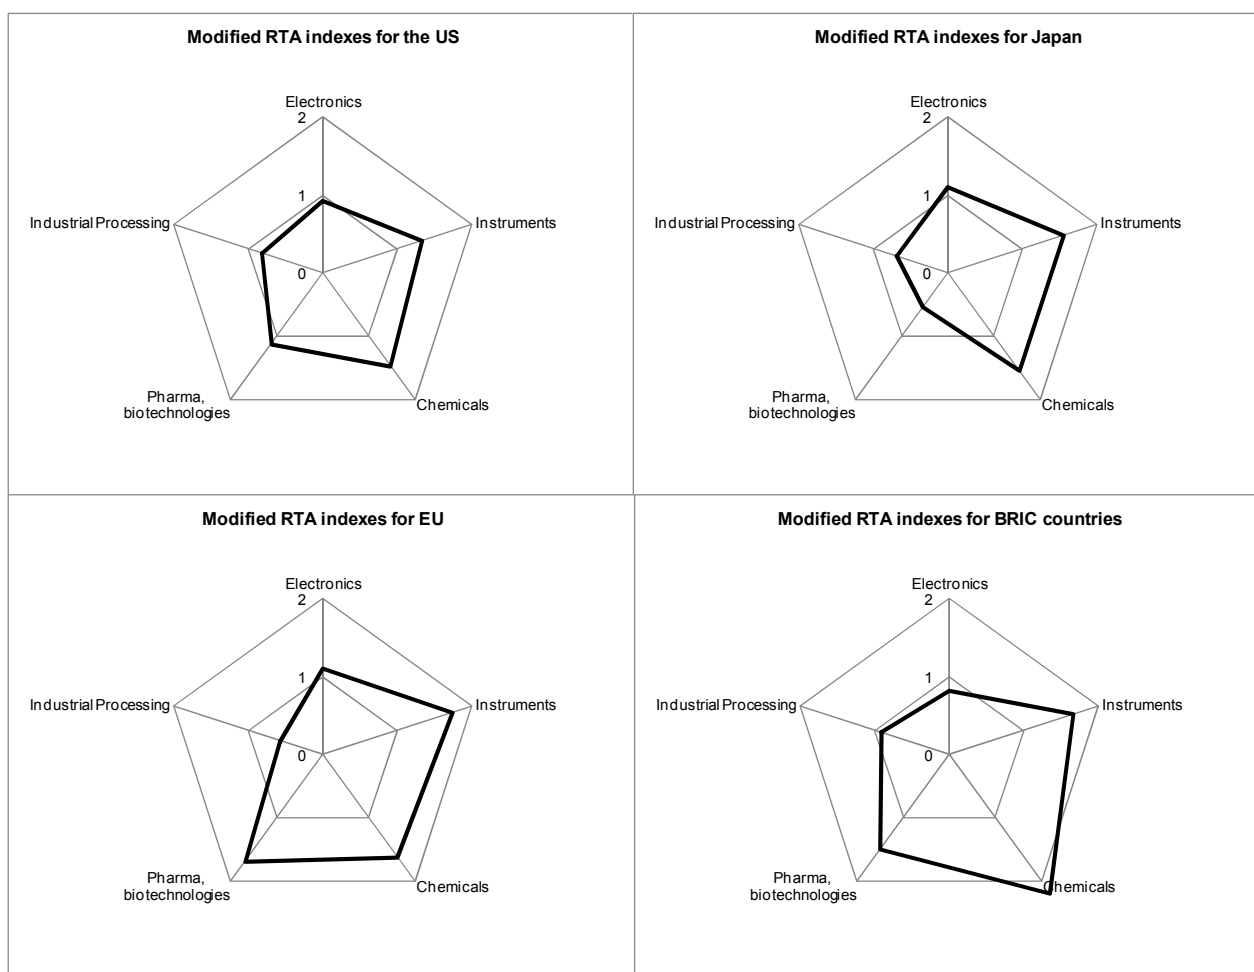 Modified RTA indexes for the US
Electronics
2
1
Industrial Processing
Instruments
0
Pharma,
biotechnologies
Chemicals
Modified RTA indexes for Japan
Electronics
2
1
Industrial Processing
Instruments
0
Pharma,
biotechnologies
Chemicals
Modified RTA indexes for EU
Electronics
2
1
Industrial Processing
Instruments
0
Pharma,
biotechnologies
Chemicals
Modified RTA indexes for BRIC countries
Electronics
2
1
Industrial Processing
Instruments
0
Pharma,
biotechnologies
Chemicals